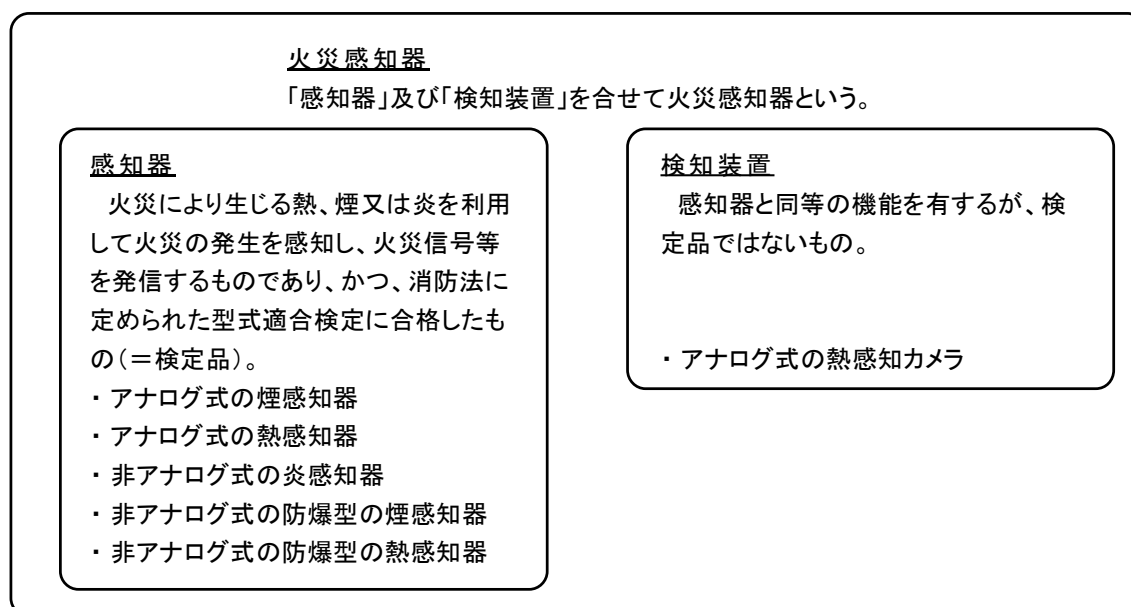 火災感知器
「感知器」及び「検知装置」を合せて火災感知器という。
感知器
火災により生じる熱、煙又は炎を利用
して火災の発生を感知し、火災信号等
を発信するものであり、かつ、消防法に
定められた型式適合検定に合格したも
の(=検定品)。
・ アナログ式の煙感知器
・ アナログ式の熱感知器
・ 非アナログ式の炎感知器
・ 非アナログ式の防爆型の煙感知器
・ 非アナログ式の防爆型の熱感知器
検知装置
感知器と同等の機能を有するが、検
定品ではないもの。
・ アナログ式の熱感知カメラ